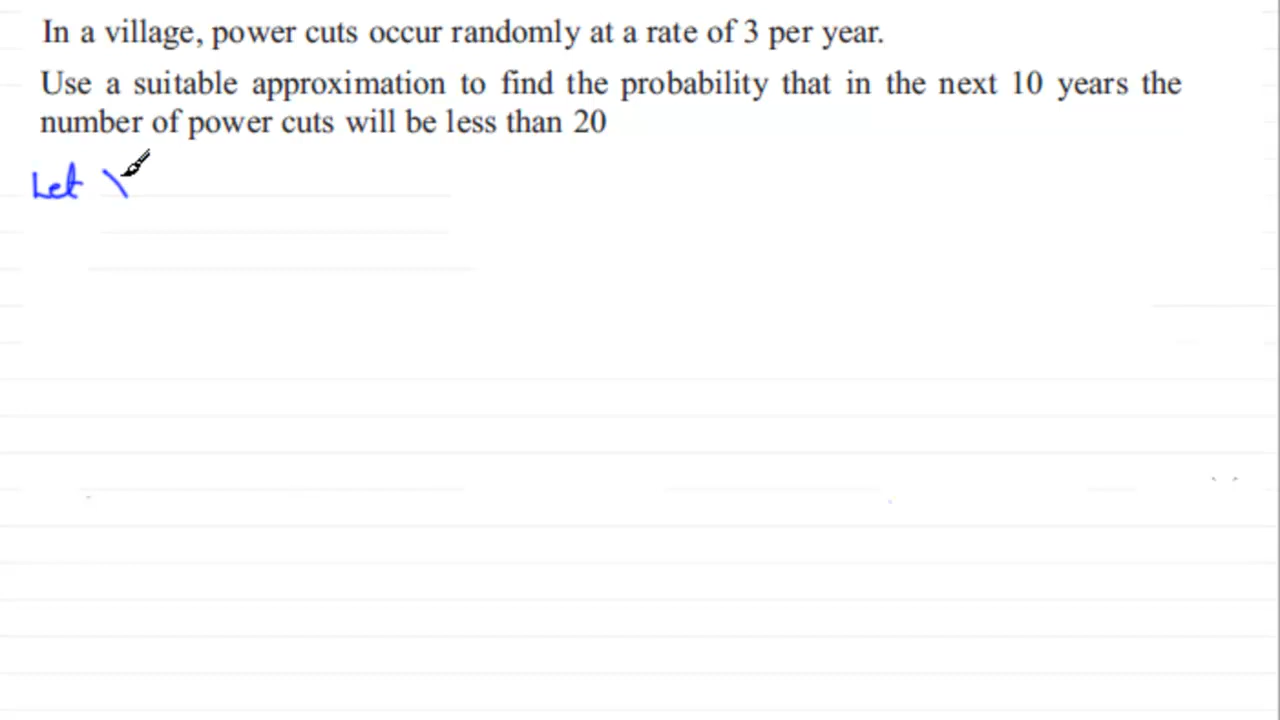 In a village, power cuts occur randomly at a rate of 3 per year.
Use a suitable approximation to find the probability that in the next 10 years the
number of power cuts will be less than 20
Let